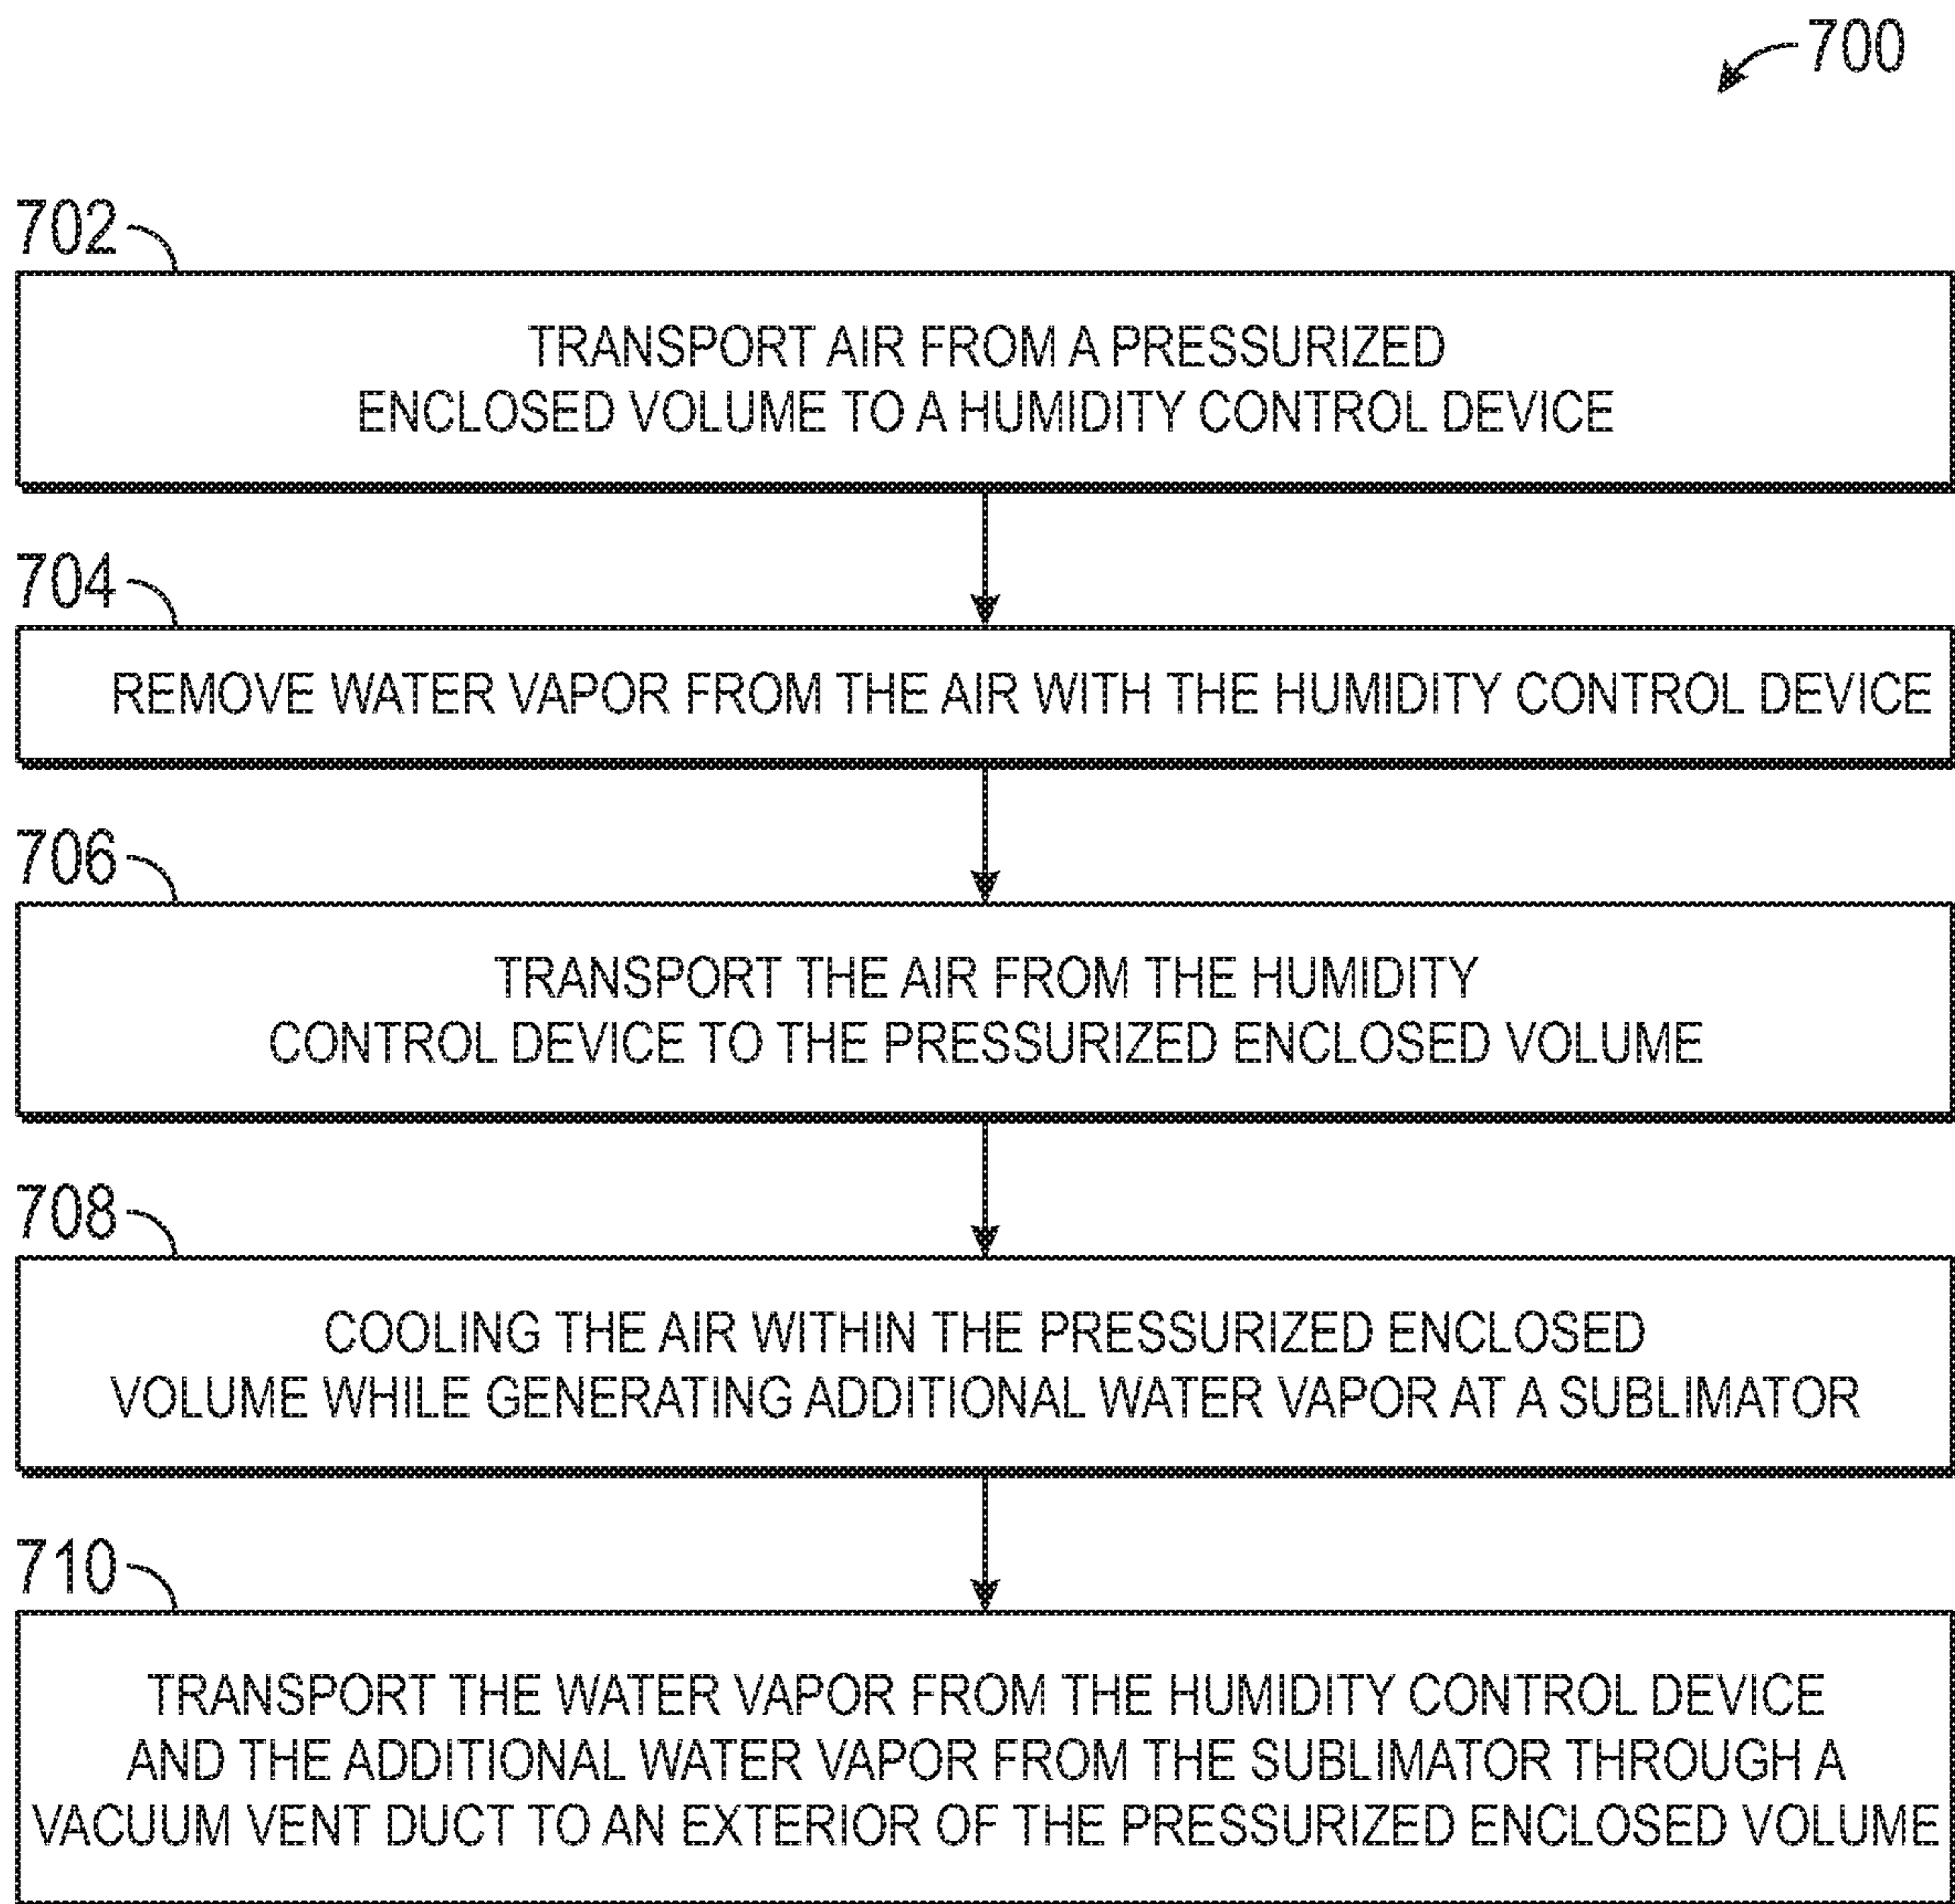 700
702
TRANSPORT AIR FROM A PRESSURIZED
ENCLOSED VOLUME TO A HUMIDITY CONTROL DEVICE
704
REMOVE WATER VAPOR FROM THE AIR WITH THE HUMIDITY CONTROL DEVICE
706
TRANSPORT THE AIR FROM THE HUMIDITY
CONTROL DEVICE TO THE PRESSURIZED ENCLOSED VOLUME
708
COOLING THE AIR WITHIN THE PRESSURIZED ENCLOSED
VOLUME WHILE GENERATING ADDITIONAL WATER VAPOR AT A SUBLIMATOR
710
TRANSPORT THE WATER VAPOR FROM THE HUMIDITY CONTROL DEVICE
AND THE ADDITIONAL WATER VAPOR FROM THE SUBLIMATOR THROUGH A
VACUUM VENT DUCT TO AN EXTERIOR OF THE PRESSURIZED ENCLOSED VOLUME